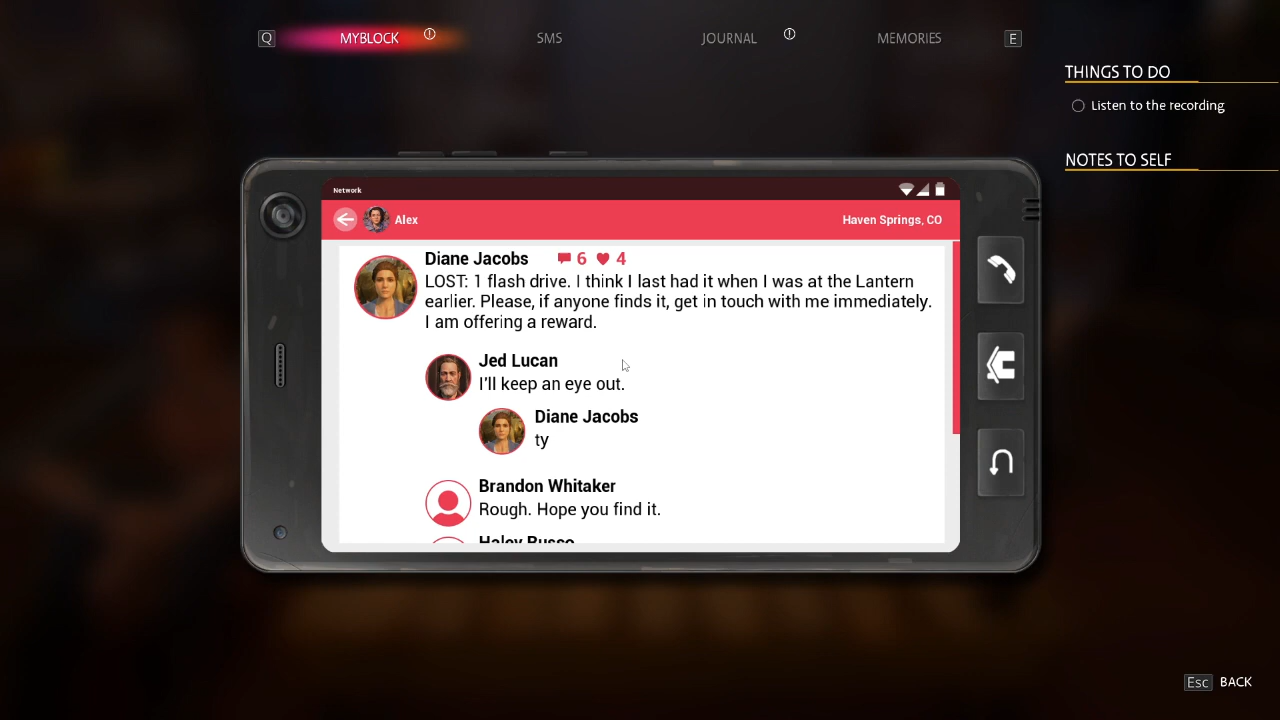 Q MYBLOCK SMS JOURNAL MEMORIES E
THINGS TO DO
Listen to the recording
NOTES TO SELF
Network
Alex Haven Springs, CO
Diane Jacobs 6 4
LOST: 1 flash drive. I think I last had it when I was at the Lantern
earlier. Please, if anyone finds it, get in touch with me immediately.
I am offering a reward.
Jed Lucan
I'll keep an eye out.
Diane Jacobs
ty
Brandon Whitaker
Rough. Hope you find it.
Haley Russo
Esc BACK